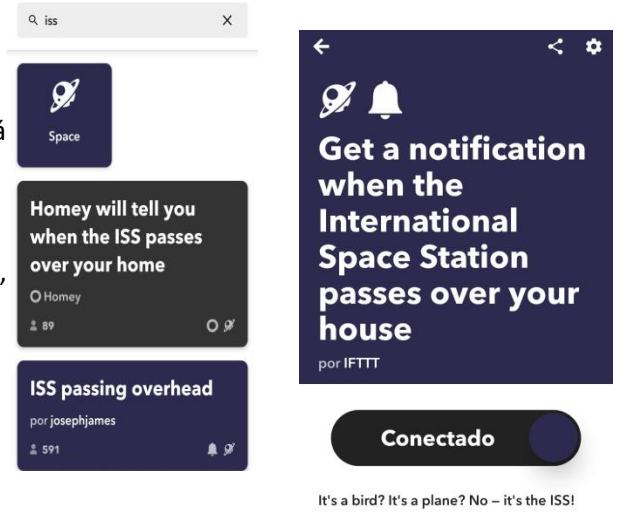 iss
Space
Homey will tell you
when the ISS passes
over your home
Homey
89
ISS passing overhead
por josephjames
591
á
,
Get a notification
when the
International
Space Station
passes over your
house
por IFTTT
Conectado
It's a bird? It's a plane? No – it's the ISS!